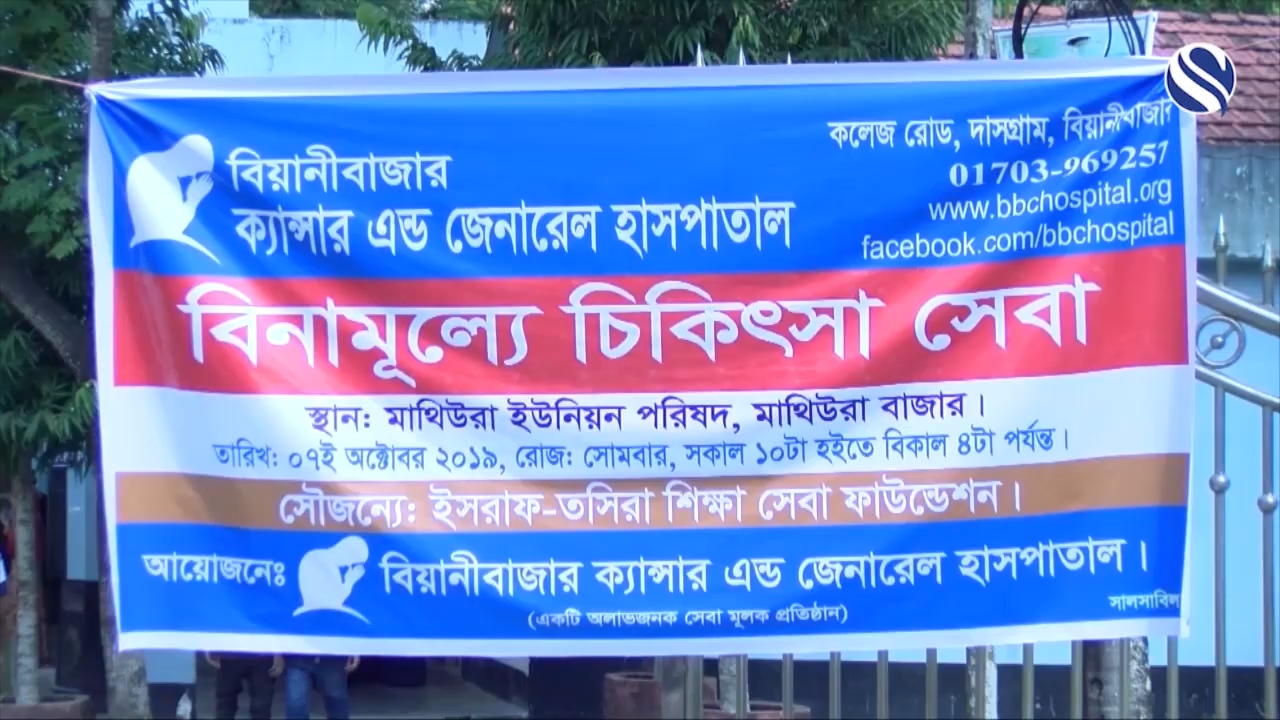 বিয়ানীবাজার
ক্যান্সার এন্ড জেনারেল হাসপাতাল
কলেজ রোড, দাসগ্রাম, বিয়ানীবাজার
01703-969257
www.bbchospital.org
facebook.com/bbchospital
বিনামূল্যে চিকিৎসা সেবা
স্থান: মাথিউরা ইউনিয়ন পরিষদ, মাথিউরা বাজার।
তারিখ: ০৭ই অক্টোবর ২০১৯, রোজ: সোমবার, সকাল ১০টা হইতে বিকাল ৪টা পর্যন্ত।
সৌজন্যে: ইসরাফ-তসিরা শিক্ষা সেবা ফাউন্ডেশন।
আয়োজনেঃ বিয়ানীবাজার ক্যান্সার এন্ড জেনারেল হাসপাতাল।
(একটি অলাভজনক সেবা মূলক প্রতিষ্ঠান)
সালসাবিল